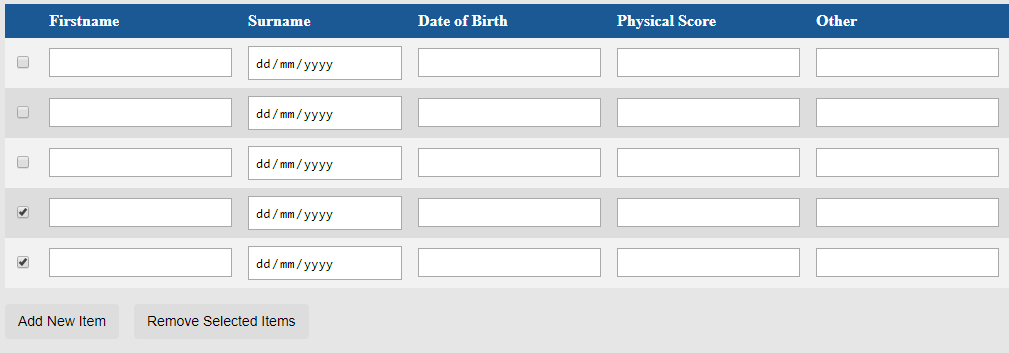 Firstname Surname Date of Birth Physical Score Other
dd/mm/yyyy
dd/mm/yyyy
dd/mm/yyyy
dd/mm/yyyy
dd/mm/yyyy
Add New Item Remove Selected Items